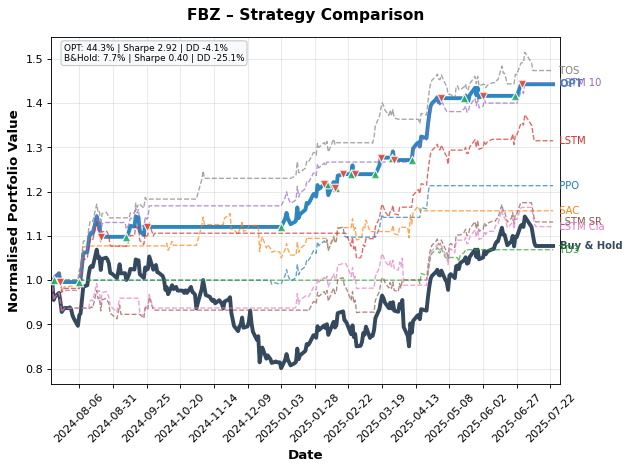 FBZ – Strategy Comparison
OPT: 44.3% | Sharpe 2.92 | DD -4.1%
B&Hold: 7.7% | Sharpe 0.40 | DD -25.1%
Normalised Portfolio Value
1.5
1.4
1.3
1.2
1.1
1.0
0.9
0.8
TOS
OPT
LSTM
PPO
SAC
Buy & Hold
TD3
2024-08-06
2024-08-31
2024-09-25
2024-10-20
2024-11-14
2024-12-09
2025-01-03
2025-01-28
2025-02-22
2025-03-19
2025-04-13
2025-05-08
2025-06-02
2025-06-27
2025-07-22
Date